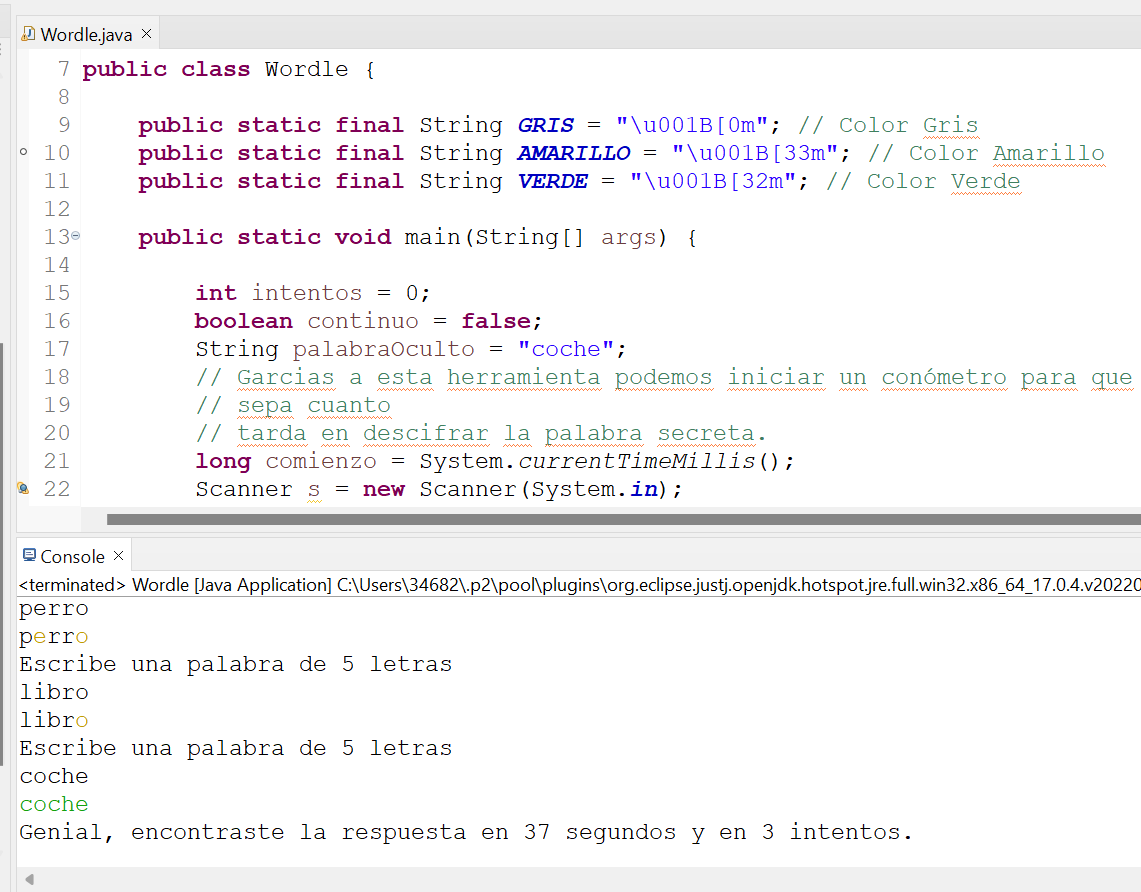 Wordle.java
7 public class Wordle {
8
9 public static final String GRIS = "\u001B[0m"; // Color Gris
10 public static final String AMARILLO = "\u001B[33m"; // Color Amarillo
11 public static final String VERDE = "\u001B[32m"; // Color Verde
12
13 public static void main(String[] args) {
14
15 int intentos = 0;
16 boolean continuo = false;
17 String palabraOculto = "coche";
18 // Garcias a esta herramienta podemos iniciar un conómetro para que
19 // sepa cuanto
20 // tarda en descifrar la palabra secreta.
21 long comienzo = System.currentTimeMillis();
22 Scanner s = new Scanner(System.in);
Console
<terminated> Wordle [Java Application] C:\Users\34682\.p2\pool\plugins\org.eclipse.justj.openjdk.hotspot.jre.full.win32.x86_64_17.0.4.v20220
perro
perro
Escribe una palabra de 5 letras
libro
libro
Escribe una palabra de 5 letras
coche
coche
Genial, encontraste la respuesta en 37 segundos y en 3 intentos.